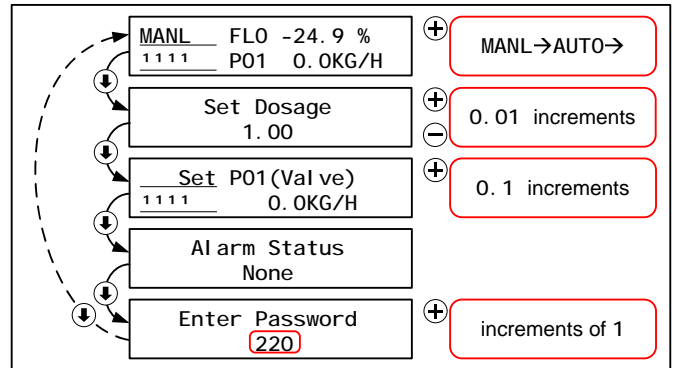 MANL FLO -24.9 %
1111 P01 0.0KG/H
MANL→AUTO→
Set Dosage
1.00
0.01 increments
Set P01(Valve)
1111 0.0KG/H
0.1 increments
Alarm Status
None
Enter Password
220
increments of 1